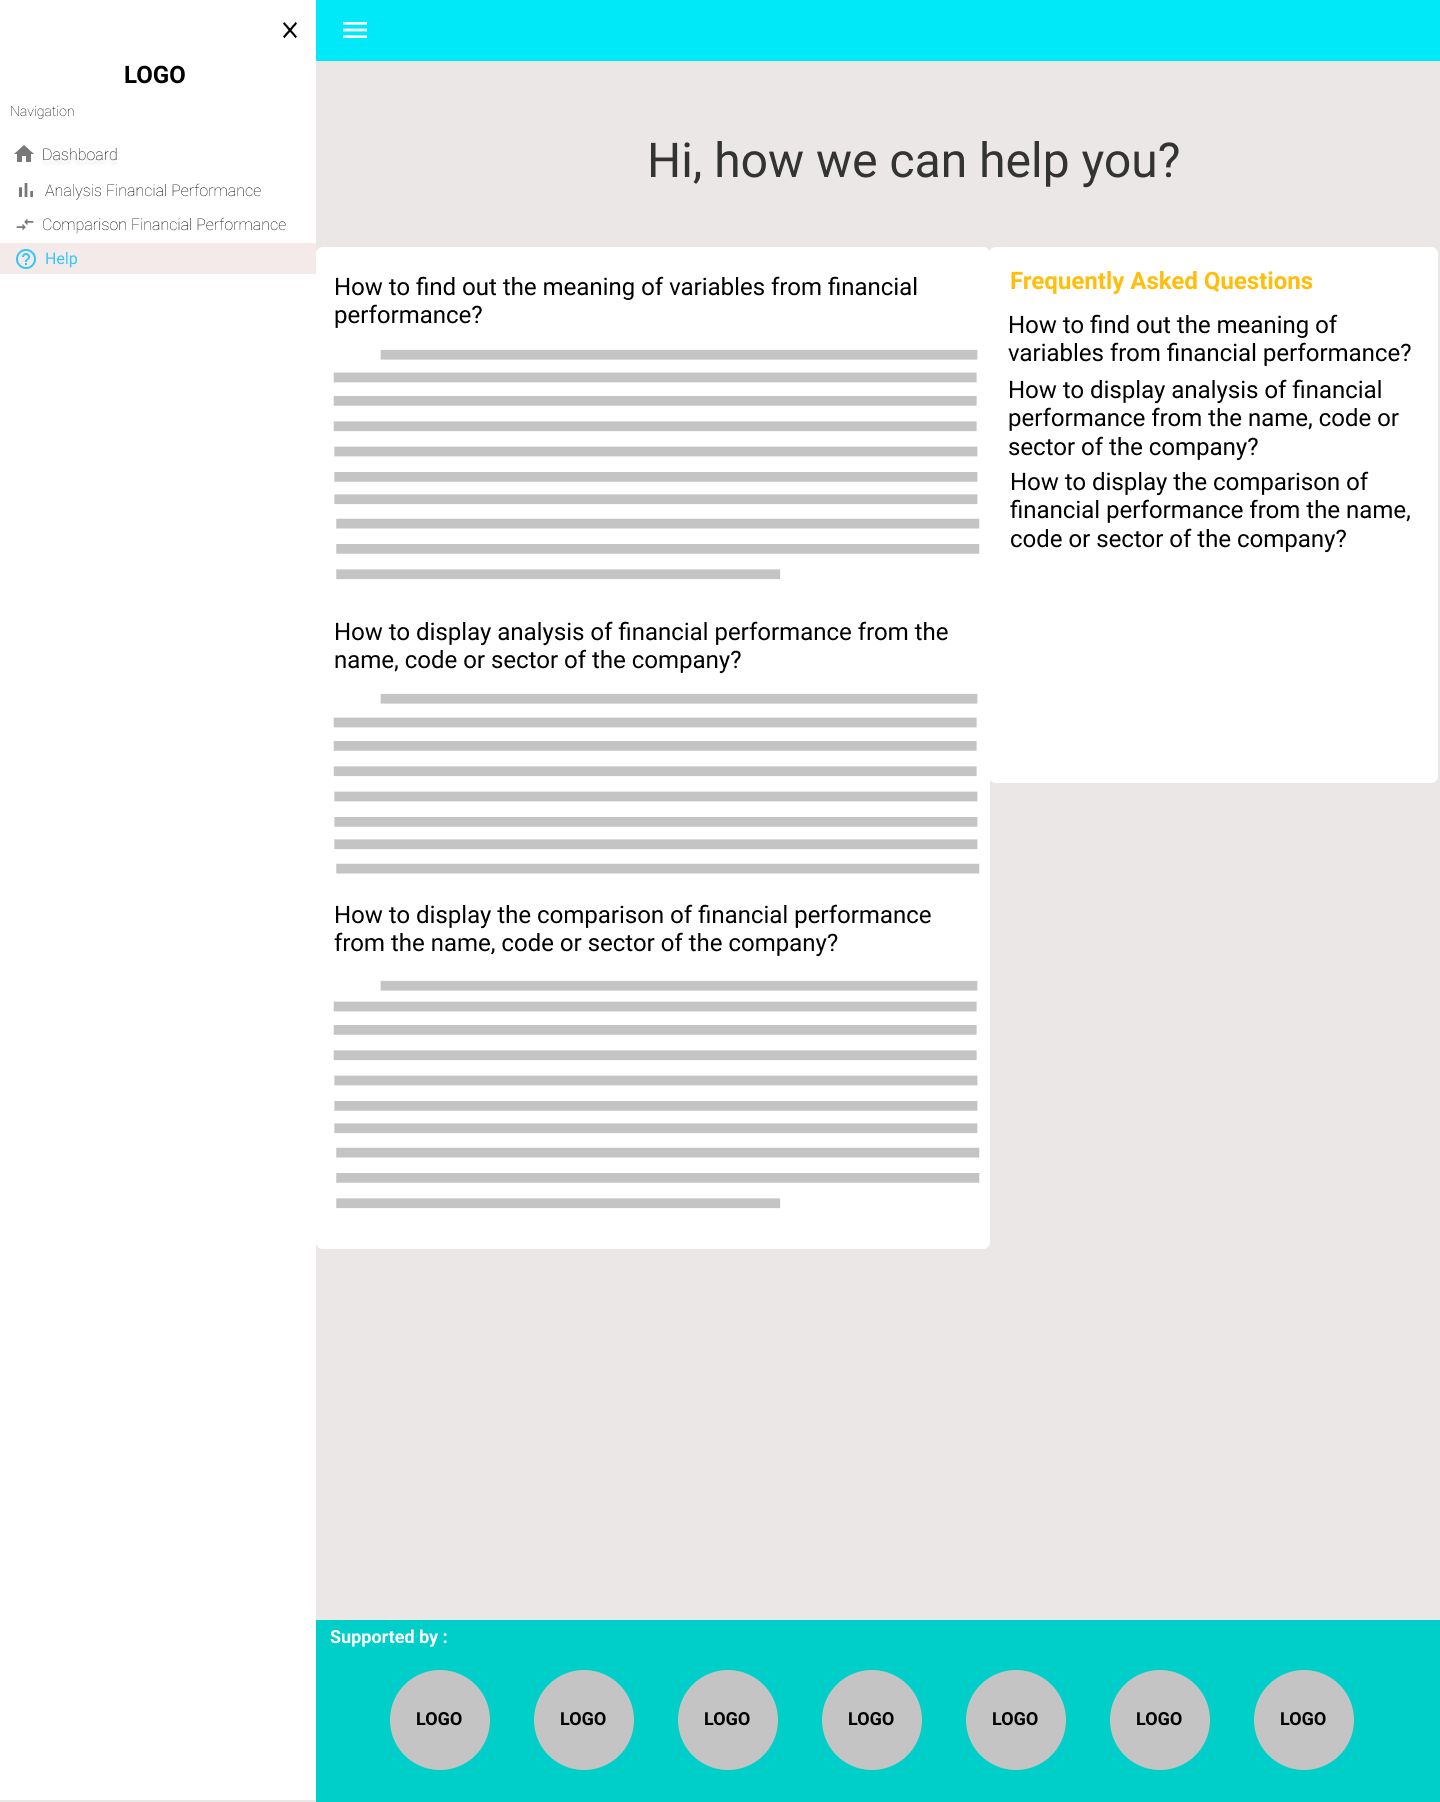 X
LOGO
Navigation
Dashboard
Analysis Financial Performance
Comparison Financial Performance
Help
Hi, how we can help you?
How to find out the meaning of variables from financial
performance?
How to display analysis of financial performance from the
name, code or sector of the company?
How to display the comparison of financial performance
from the name, code or sector of the company?
Frequently Asked Questions
How to find out the meaning of
variables from financial performance?
How to display analysis of financial
performance from the name, code or
sector of the company?
How to display the comparison of
financial performance from the name,
code or sector of the company?
Supported by :
LOGO
LOGO
LOGO
LOGO
LOGO
LOGO
LOGO